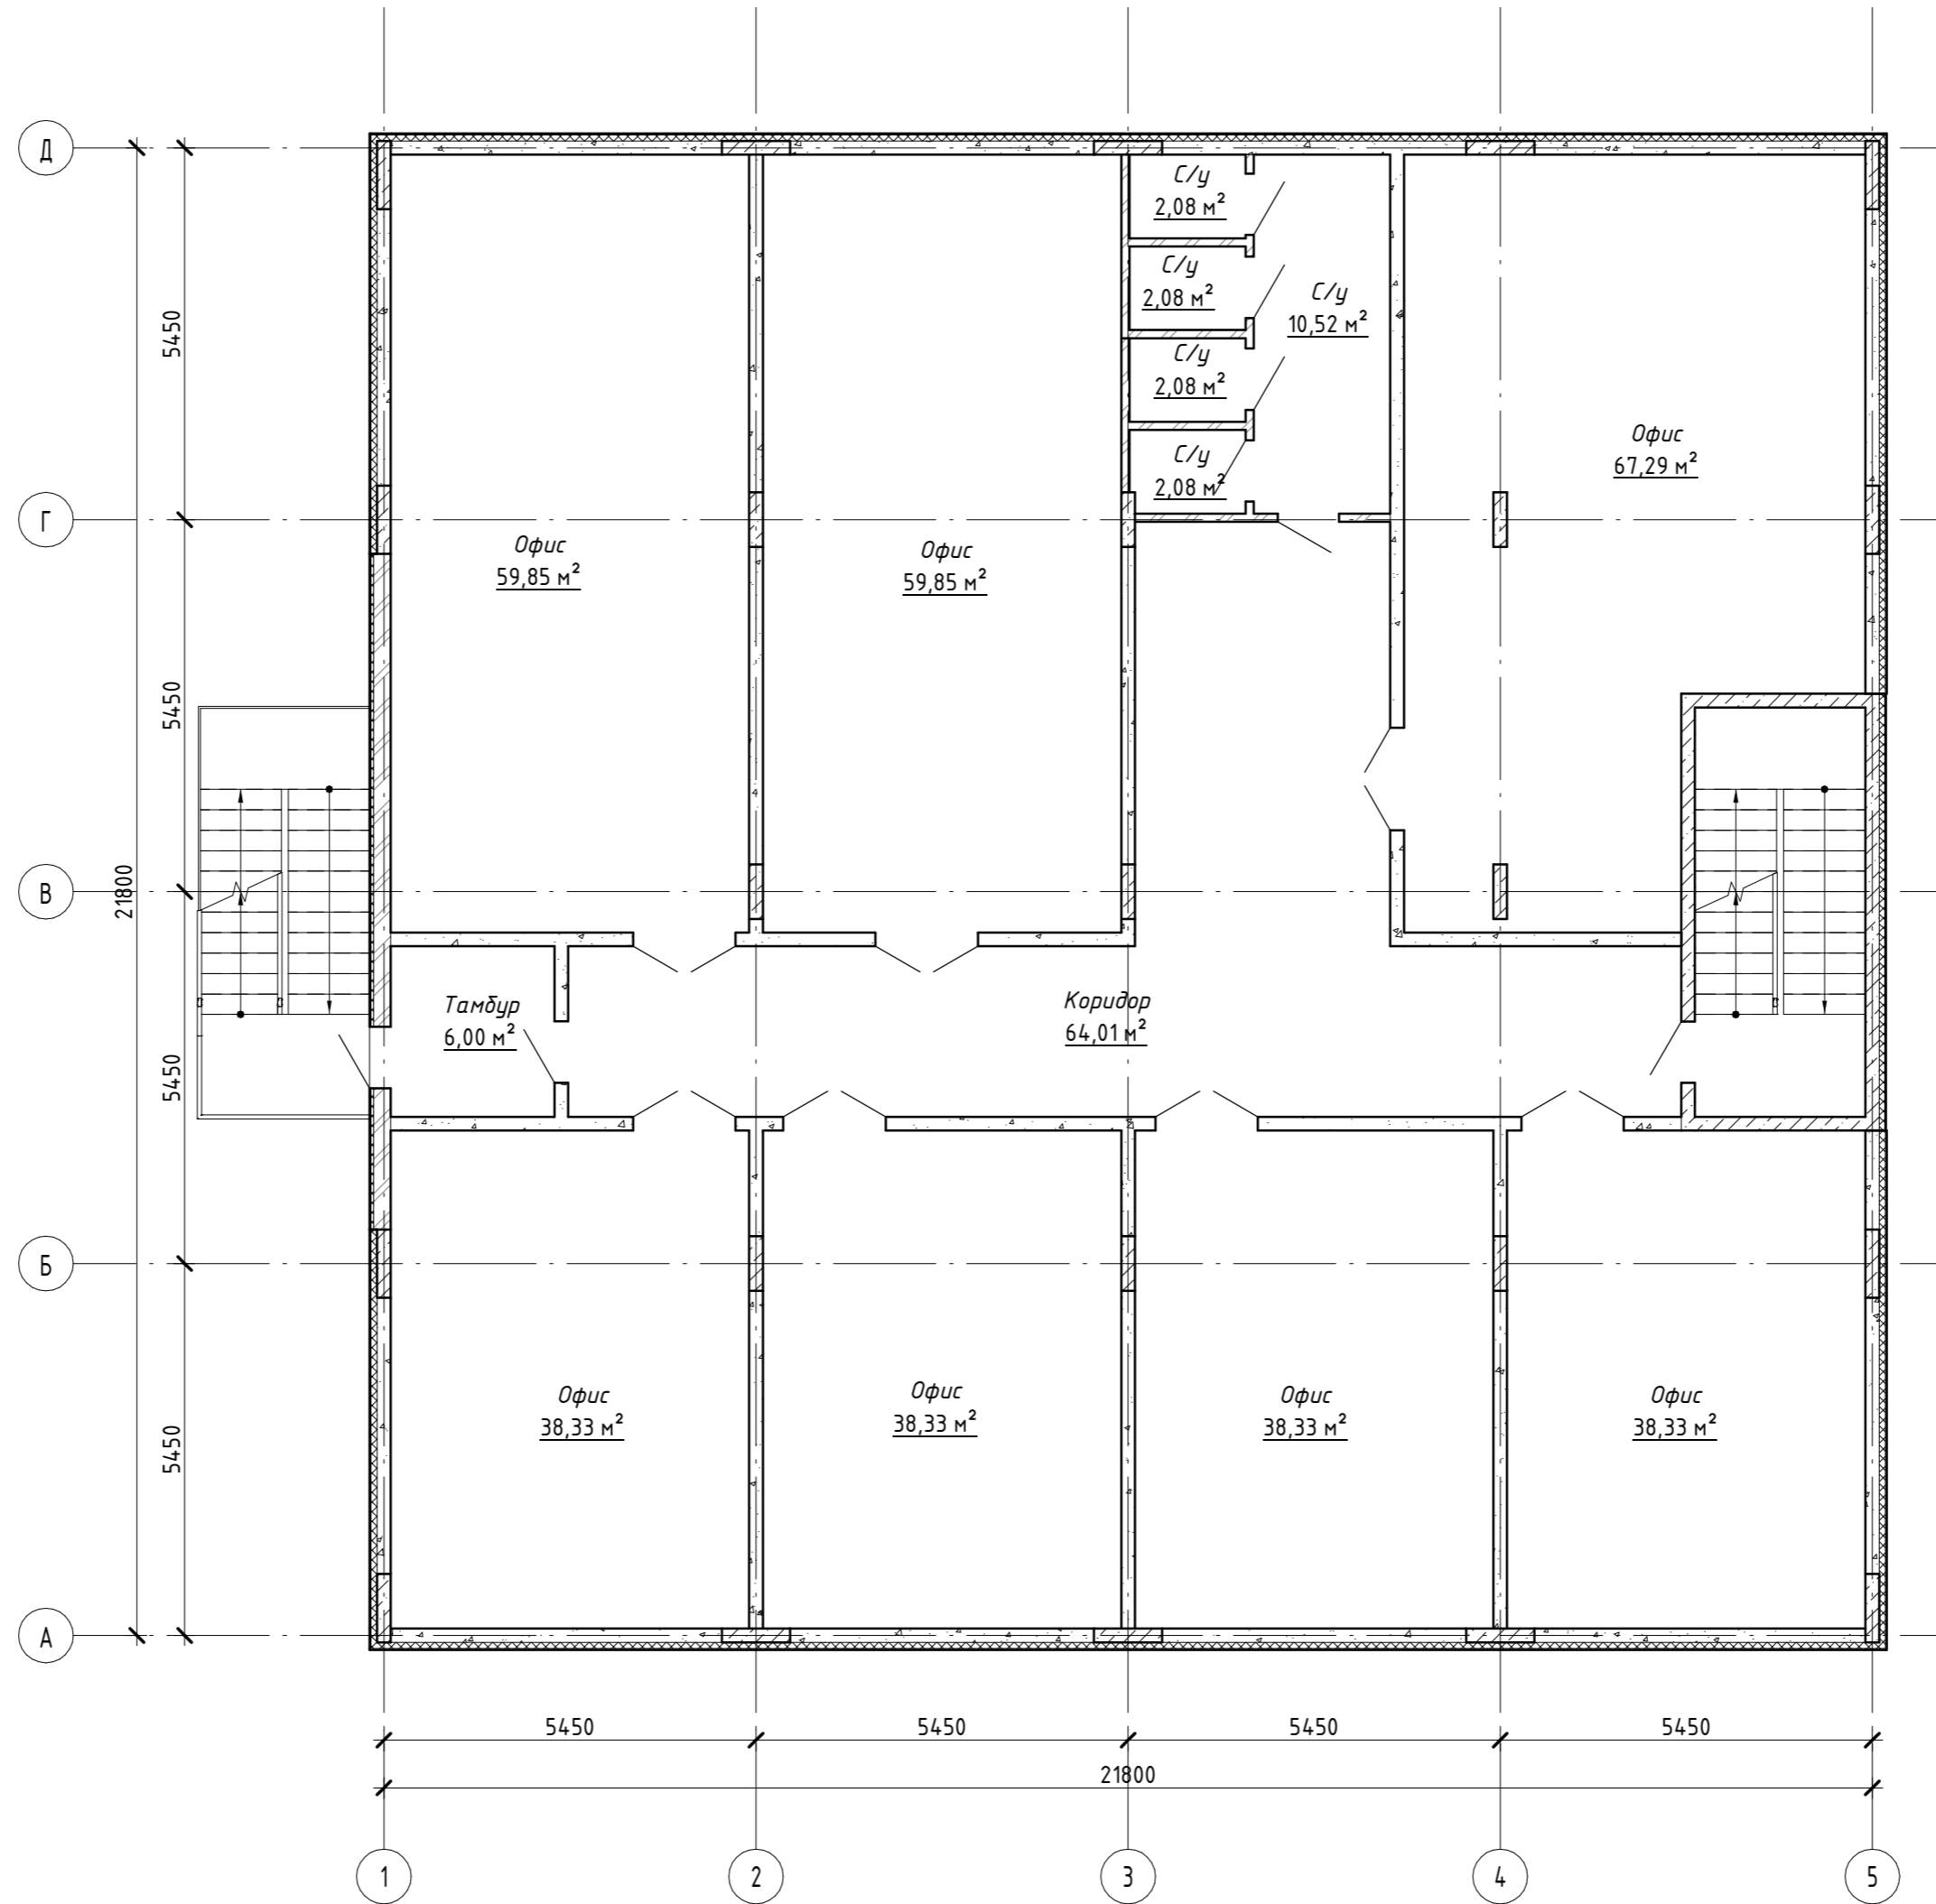 Д
С/у
2,08 м²
С/у
2,08 м²
С/у
10,52 м²
5450
С/у
2,08 м²
Офис
67,29 м²
С/у
2,08 м²
Г
Офис
59,85 м²
Офис
59,85 м²
5450
В
21800
Тамбур
6,00 м²
Коридор
64,01 м²
5450
Б
Офис
38,33 м²
Офис
38,33 м²
Офис
38,33 м²
Офис
38,33 м²
5450
А
5450
5450
5450
5450
21800
1
2
3
4
5